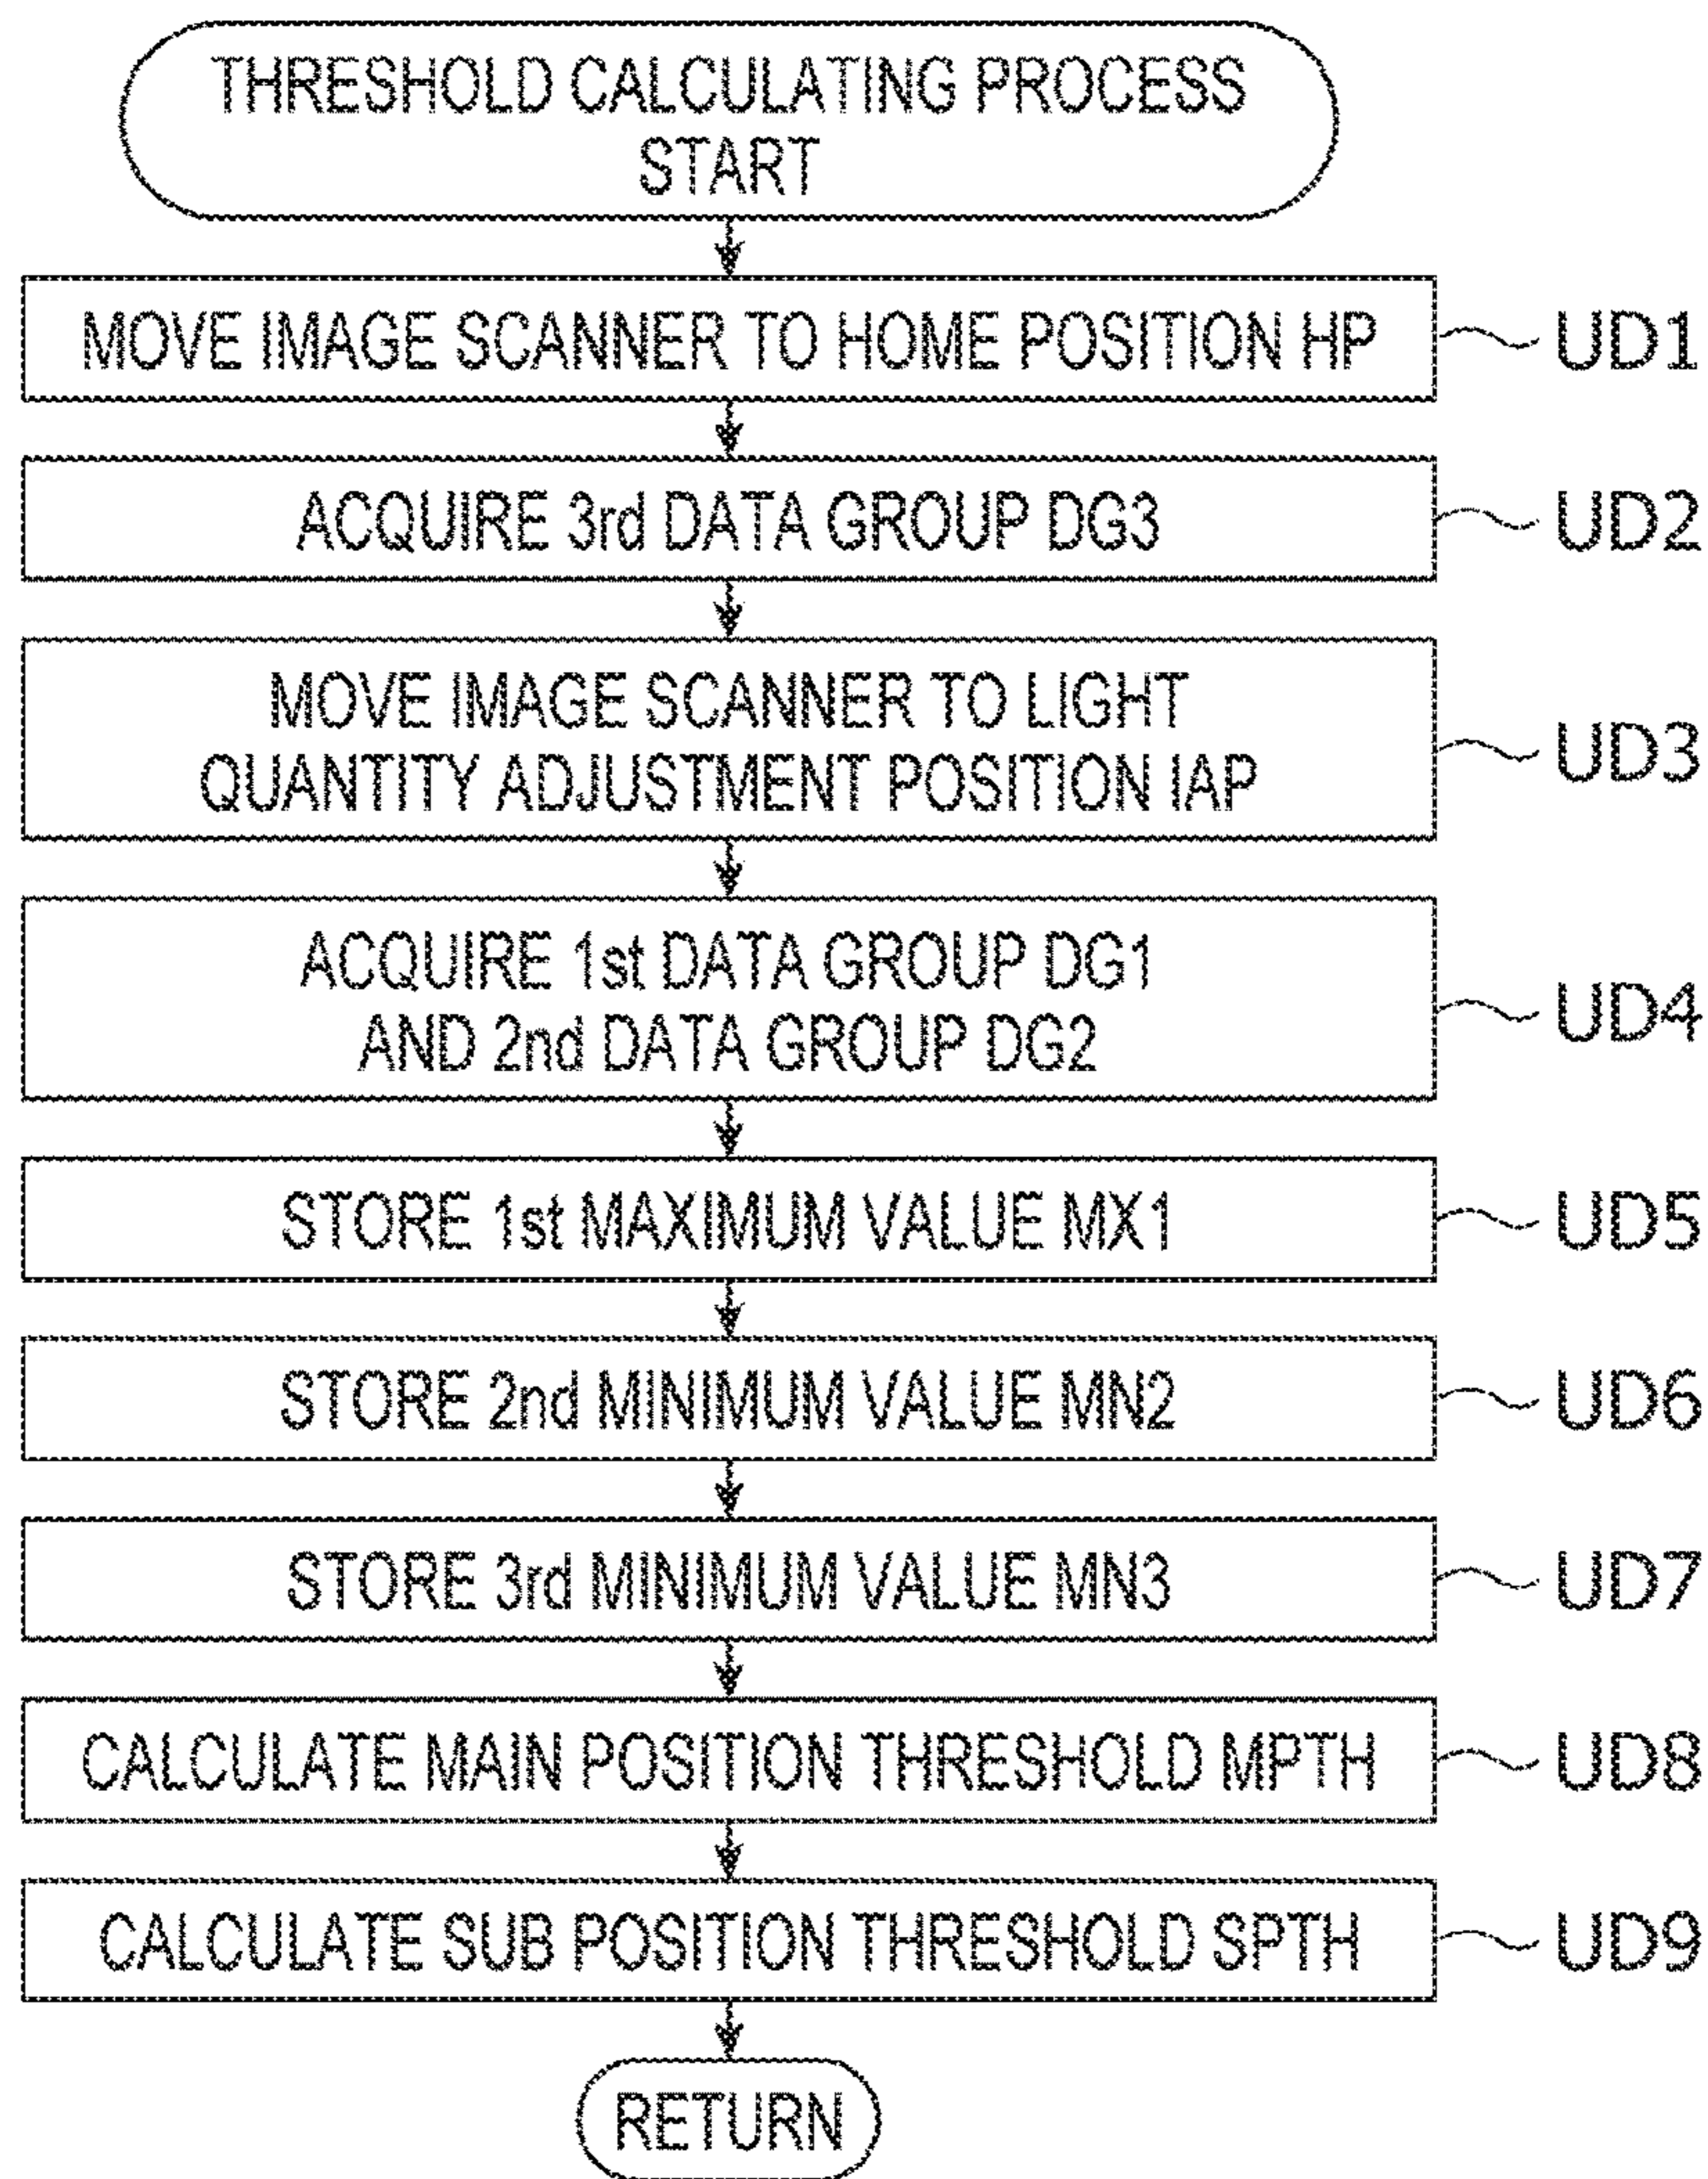 THRESHOLD CALCULATING PROCESS
START
MOVE IMAGE SCANNER TO HOME POSITION HP
UD1
ACQUIRE 3rd DATA GROUP DG3
UD2
MOVE IMAGE SCANNER TO LIGHT
QUANTITY ADJUSTMENT POSITION IAP
UD3
ACQUIRE 1st DATA GROUP DG1
AND 2nd DATA GROUP DG2
UD4
STORE 1st MAXIMUM VALUE MX1
UD5
STORE 2nd MINIMUM VALUE MN2
UD6
STORE 3rd MINIMUM VALUE MN3
UD7
CALCULATE MAIN POSITION THRESHOLD MPTH
UD8
CALCULATE SUB POSITION THRESHOLD SPTH
UD9
RETURN